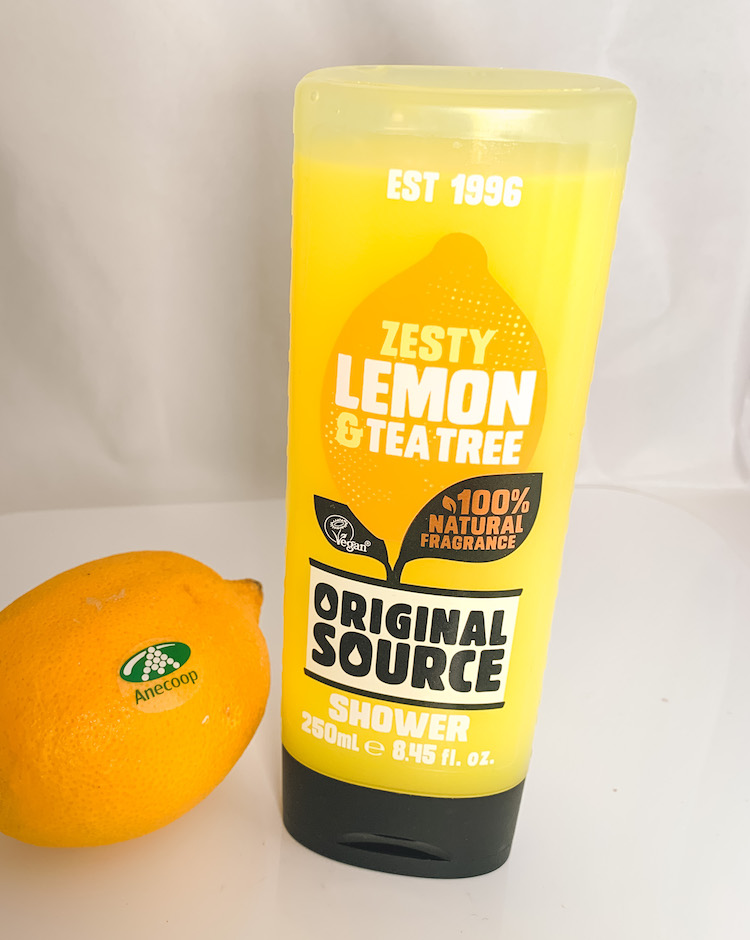 EST 1996
ZESTY
LEMON
& TEA TREE
100%
NATURAL
FRAGRANCE
Vegan®
ORIGINAL
SOURCE
SHOWER
250mL ℮ 8.45 fl. oz.
Anecoop